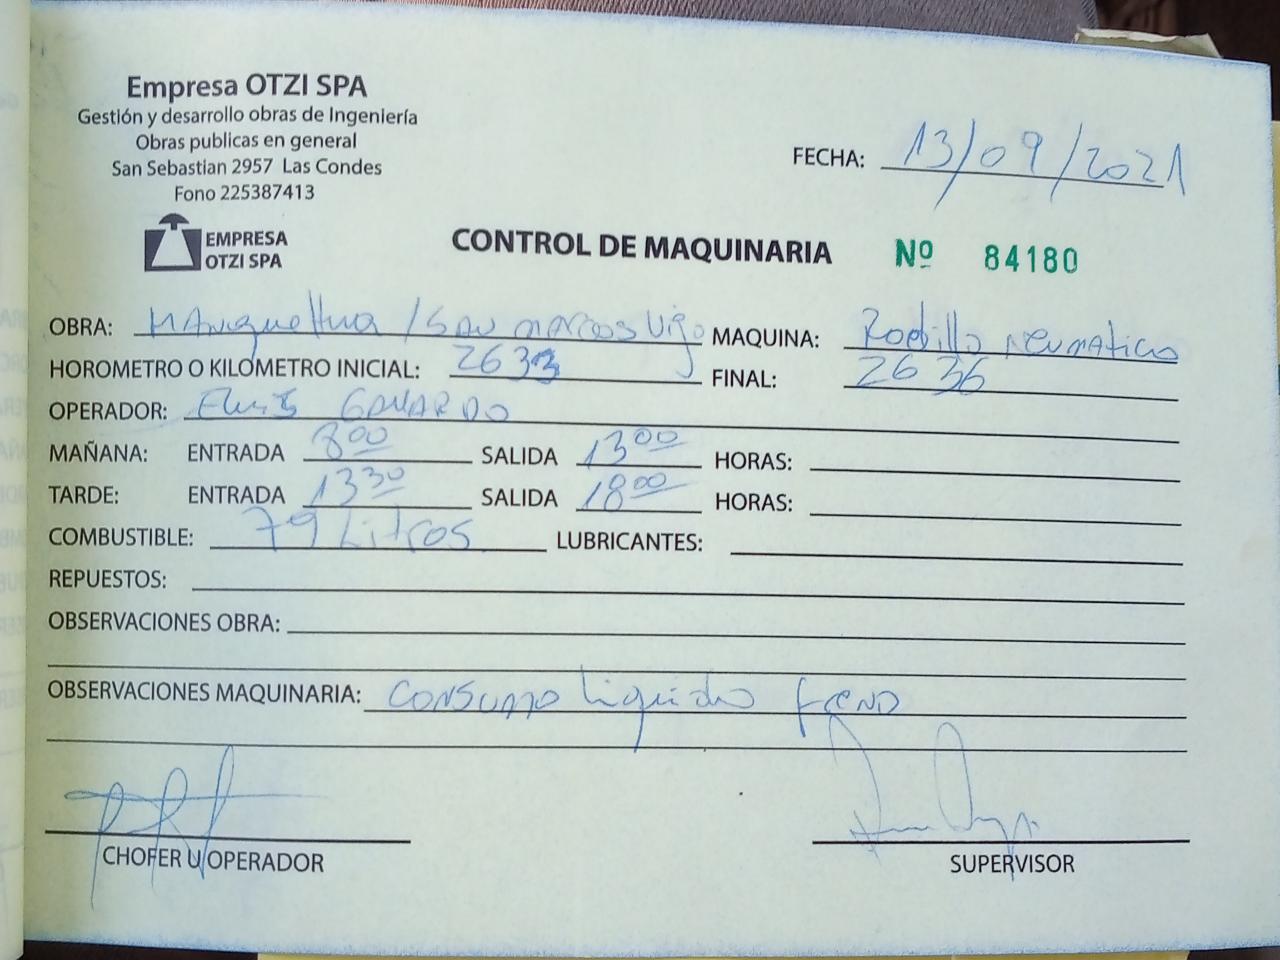 Empresa OTZI SPA
Gestión y desarrollo obras de Ingeniería
Obras publicas en general
San Sebastian 2957 Las Condes
Fono 225387413
FECHA: 13/09/2021
EMPRESA
OTZI SPA
CONTROL DE MAQUINARIA Nº 84180
OBRA: / San marcos Vijo MAQUINA: Rodillo Neumatico
HOROMETRO O KILOMETRO INICIAL: 2633 FINAL: 2636
OPERADOR: GALLARDO
MAÑANA: ENTRADA 8 00 SALIDA 13 00 HORAS:
TARDE: ENTRADA 13 30 SALIDA 18 00 HORAS:
COMBUSTIBLE: 79 Litros LUBRICANTES:
REPUESTOS:
OBSERVACIONES OBRA:
OBSERVACIONES MAQUINARIA: CONSUMO liquido
CHOFER U OPERADOR SUPERVISOR